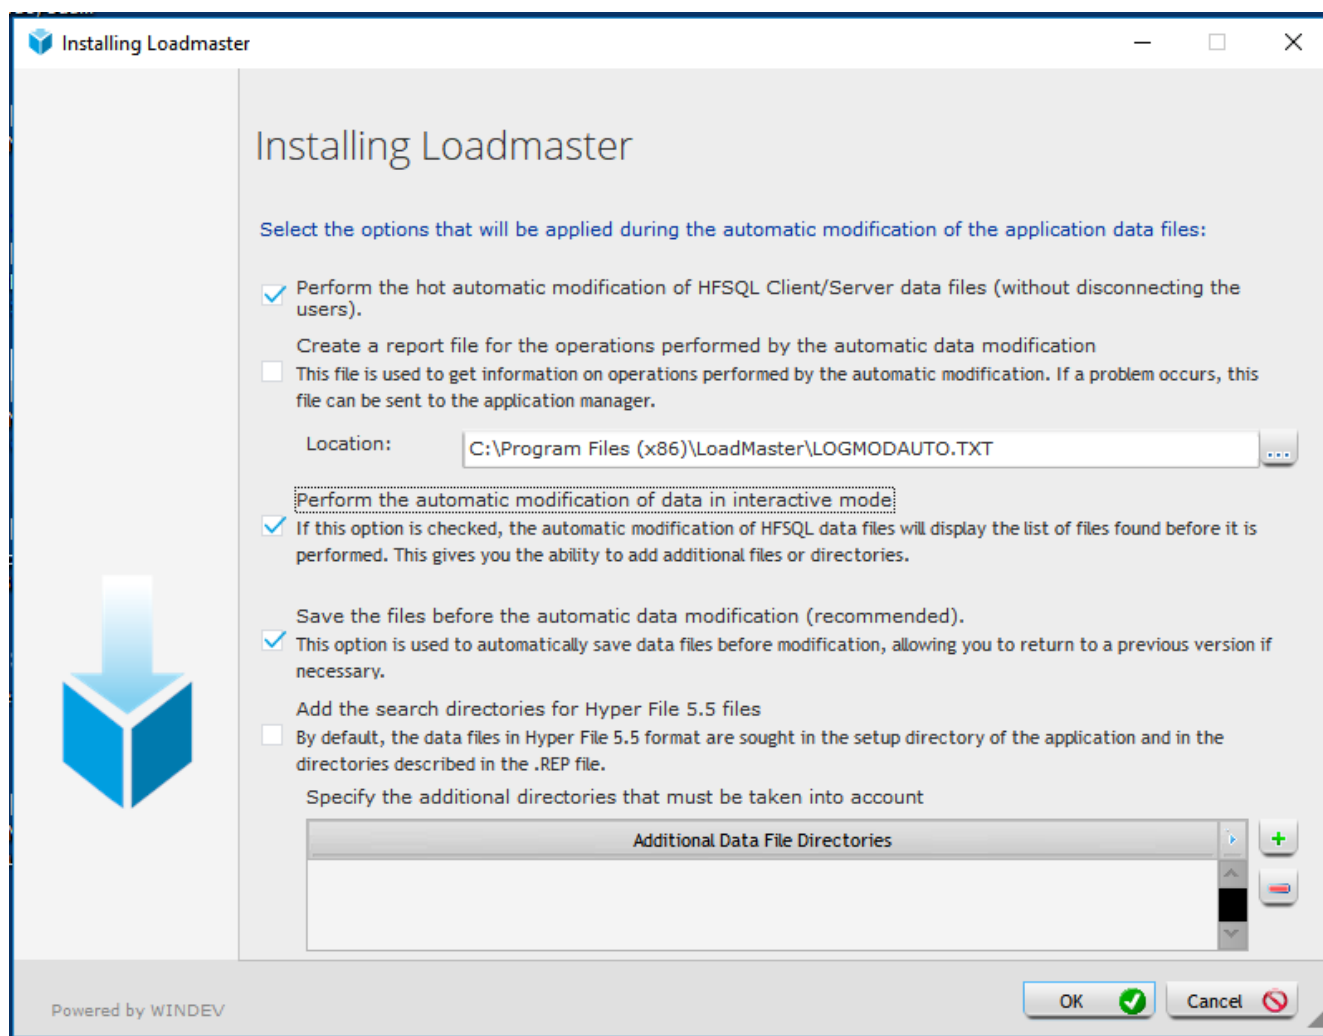 Installing Loadmaster
Installing Loadmaster
Select the options that will be applied during the automatic modification of the application data files:
Perform the hot automatic modification of HFSQL Client/Server data files (without disconnecting the
users).
Create a report file for the operations performed by the automatic data modification
This file is used to get information on operations performed by the automatic modification. If a problem occurs, this
file can be sent to the application manager.
Location:
C:\Program Files (x86)\LoadMaster\LOGMODAUTO.TXT
...
Perform the automatic modification of data in interactive mode
If this option is checked, the automatic modification of HFSQL data files will display the list of files found before it is
performed. This gives you the ability to add additional files or directories.
Save the files before the automatic data modification (recommended).
This option is used to automatically save data files before modification, allowing you to return to a previous version if
necessary.
Add the search directories for Hyper File 5.5 files
By default, the data files in Hyper File 5.5 format are sought in the setup directory of the application and in the
directories described in the .REP file.
Specify the additional directories that must be taken into account
Additional Data File Directories
Powered by WINDEV
OK
Cancel